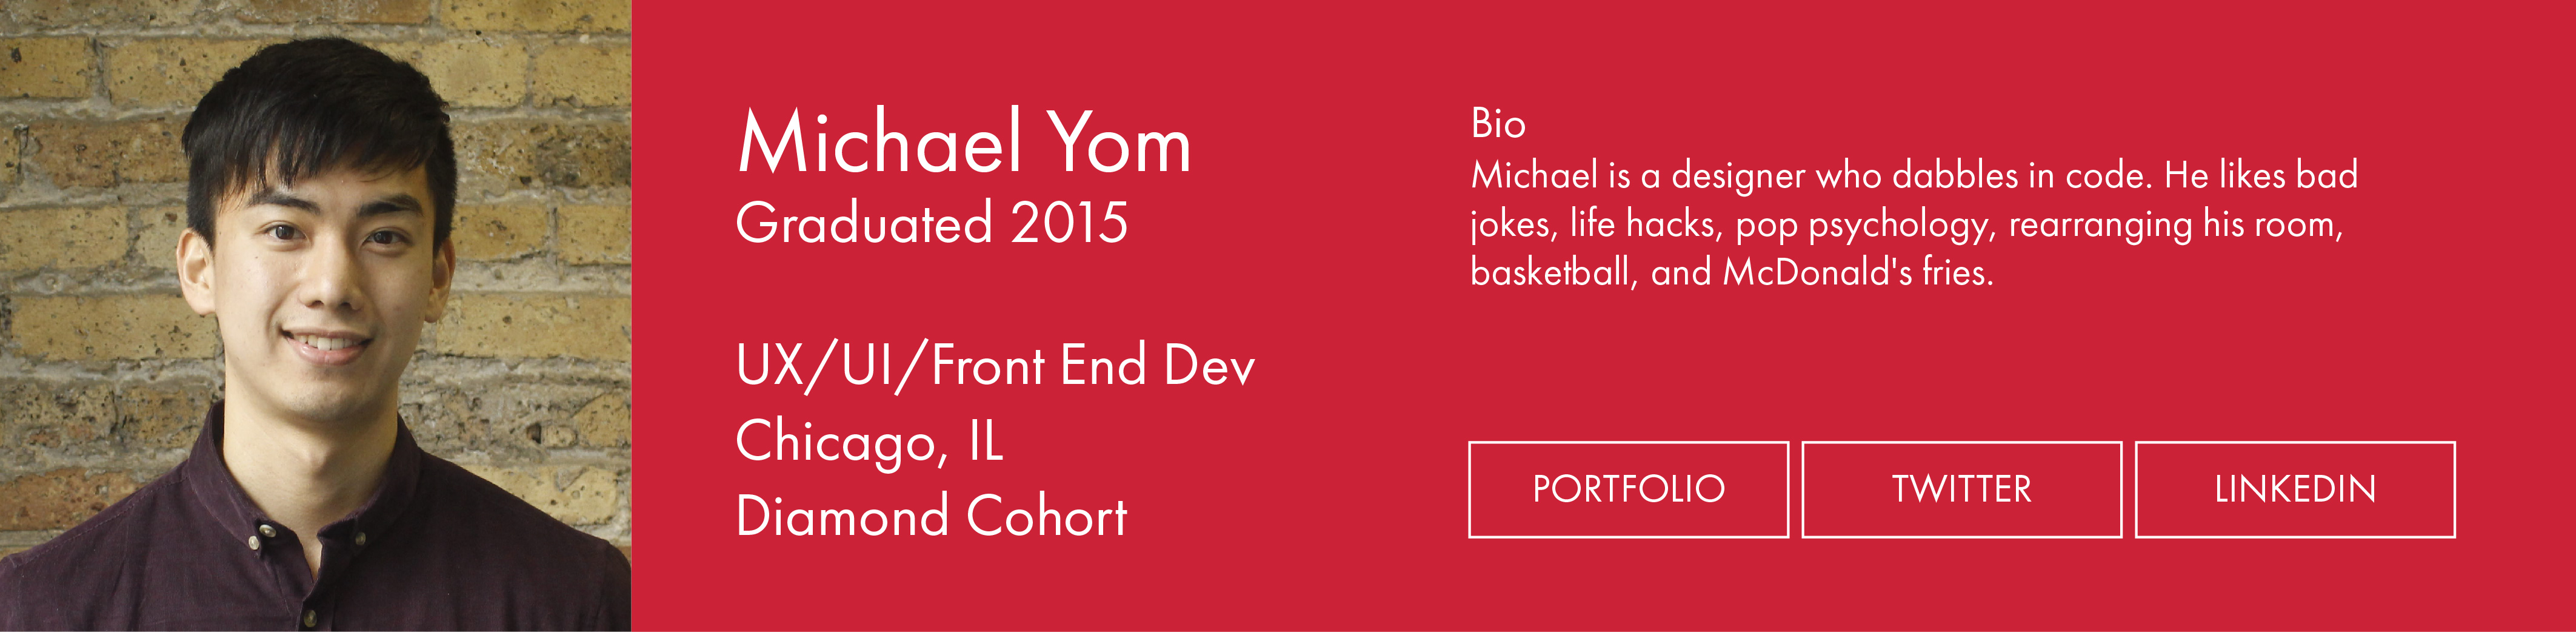 Michael Yom
Graduated 2015
UX/UI/Front End Dev
Chicago, IL
Diamond Cohort
Bio
Michael is a designer who dabbles in code. He likes bad
jokes, life hacks, pop psychology, rearranging his room,
basketball, and McDonald's fries.
PORTFOLIO
TWITTER
LINKEDIN